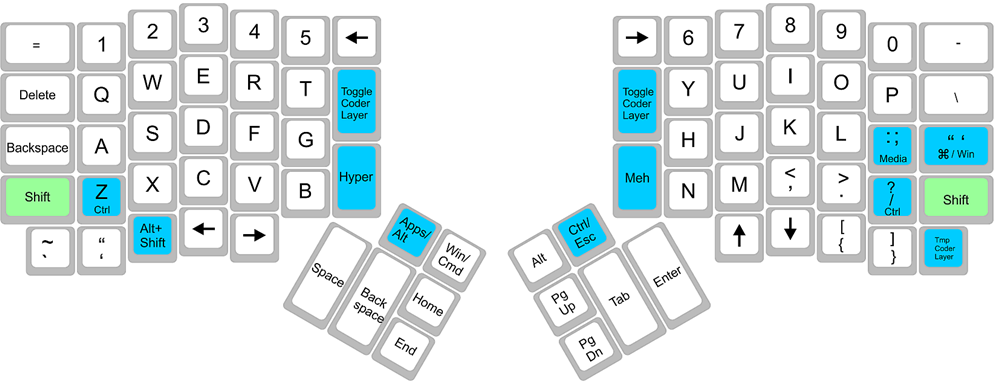 = 1 2 3 4 5 ←
Delete Q W E R T Toggle
Coder
Layer
Backspace A S D F G
Shift Z
Ctrl X C V B Hyper
~
` “
‘ Alt+
Shift ← →
Apps/
Alt Win/
Cmd
Space Back
space Home
End
→ 6 7 8 9 0 -
Toggle
Coder
Layer Y U I O P \
H J K L : ;
Media “ ‘
⌘ / Win
Meh N M <
, >
. ?
/
Ctrl Shift
↑ ↓ [
{ ]
} Tmp
Coder
Layer
Alt Ctrl/
Esc
Pg
Up Tab Enter
Pg
Dn